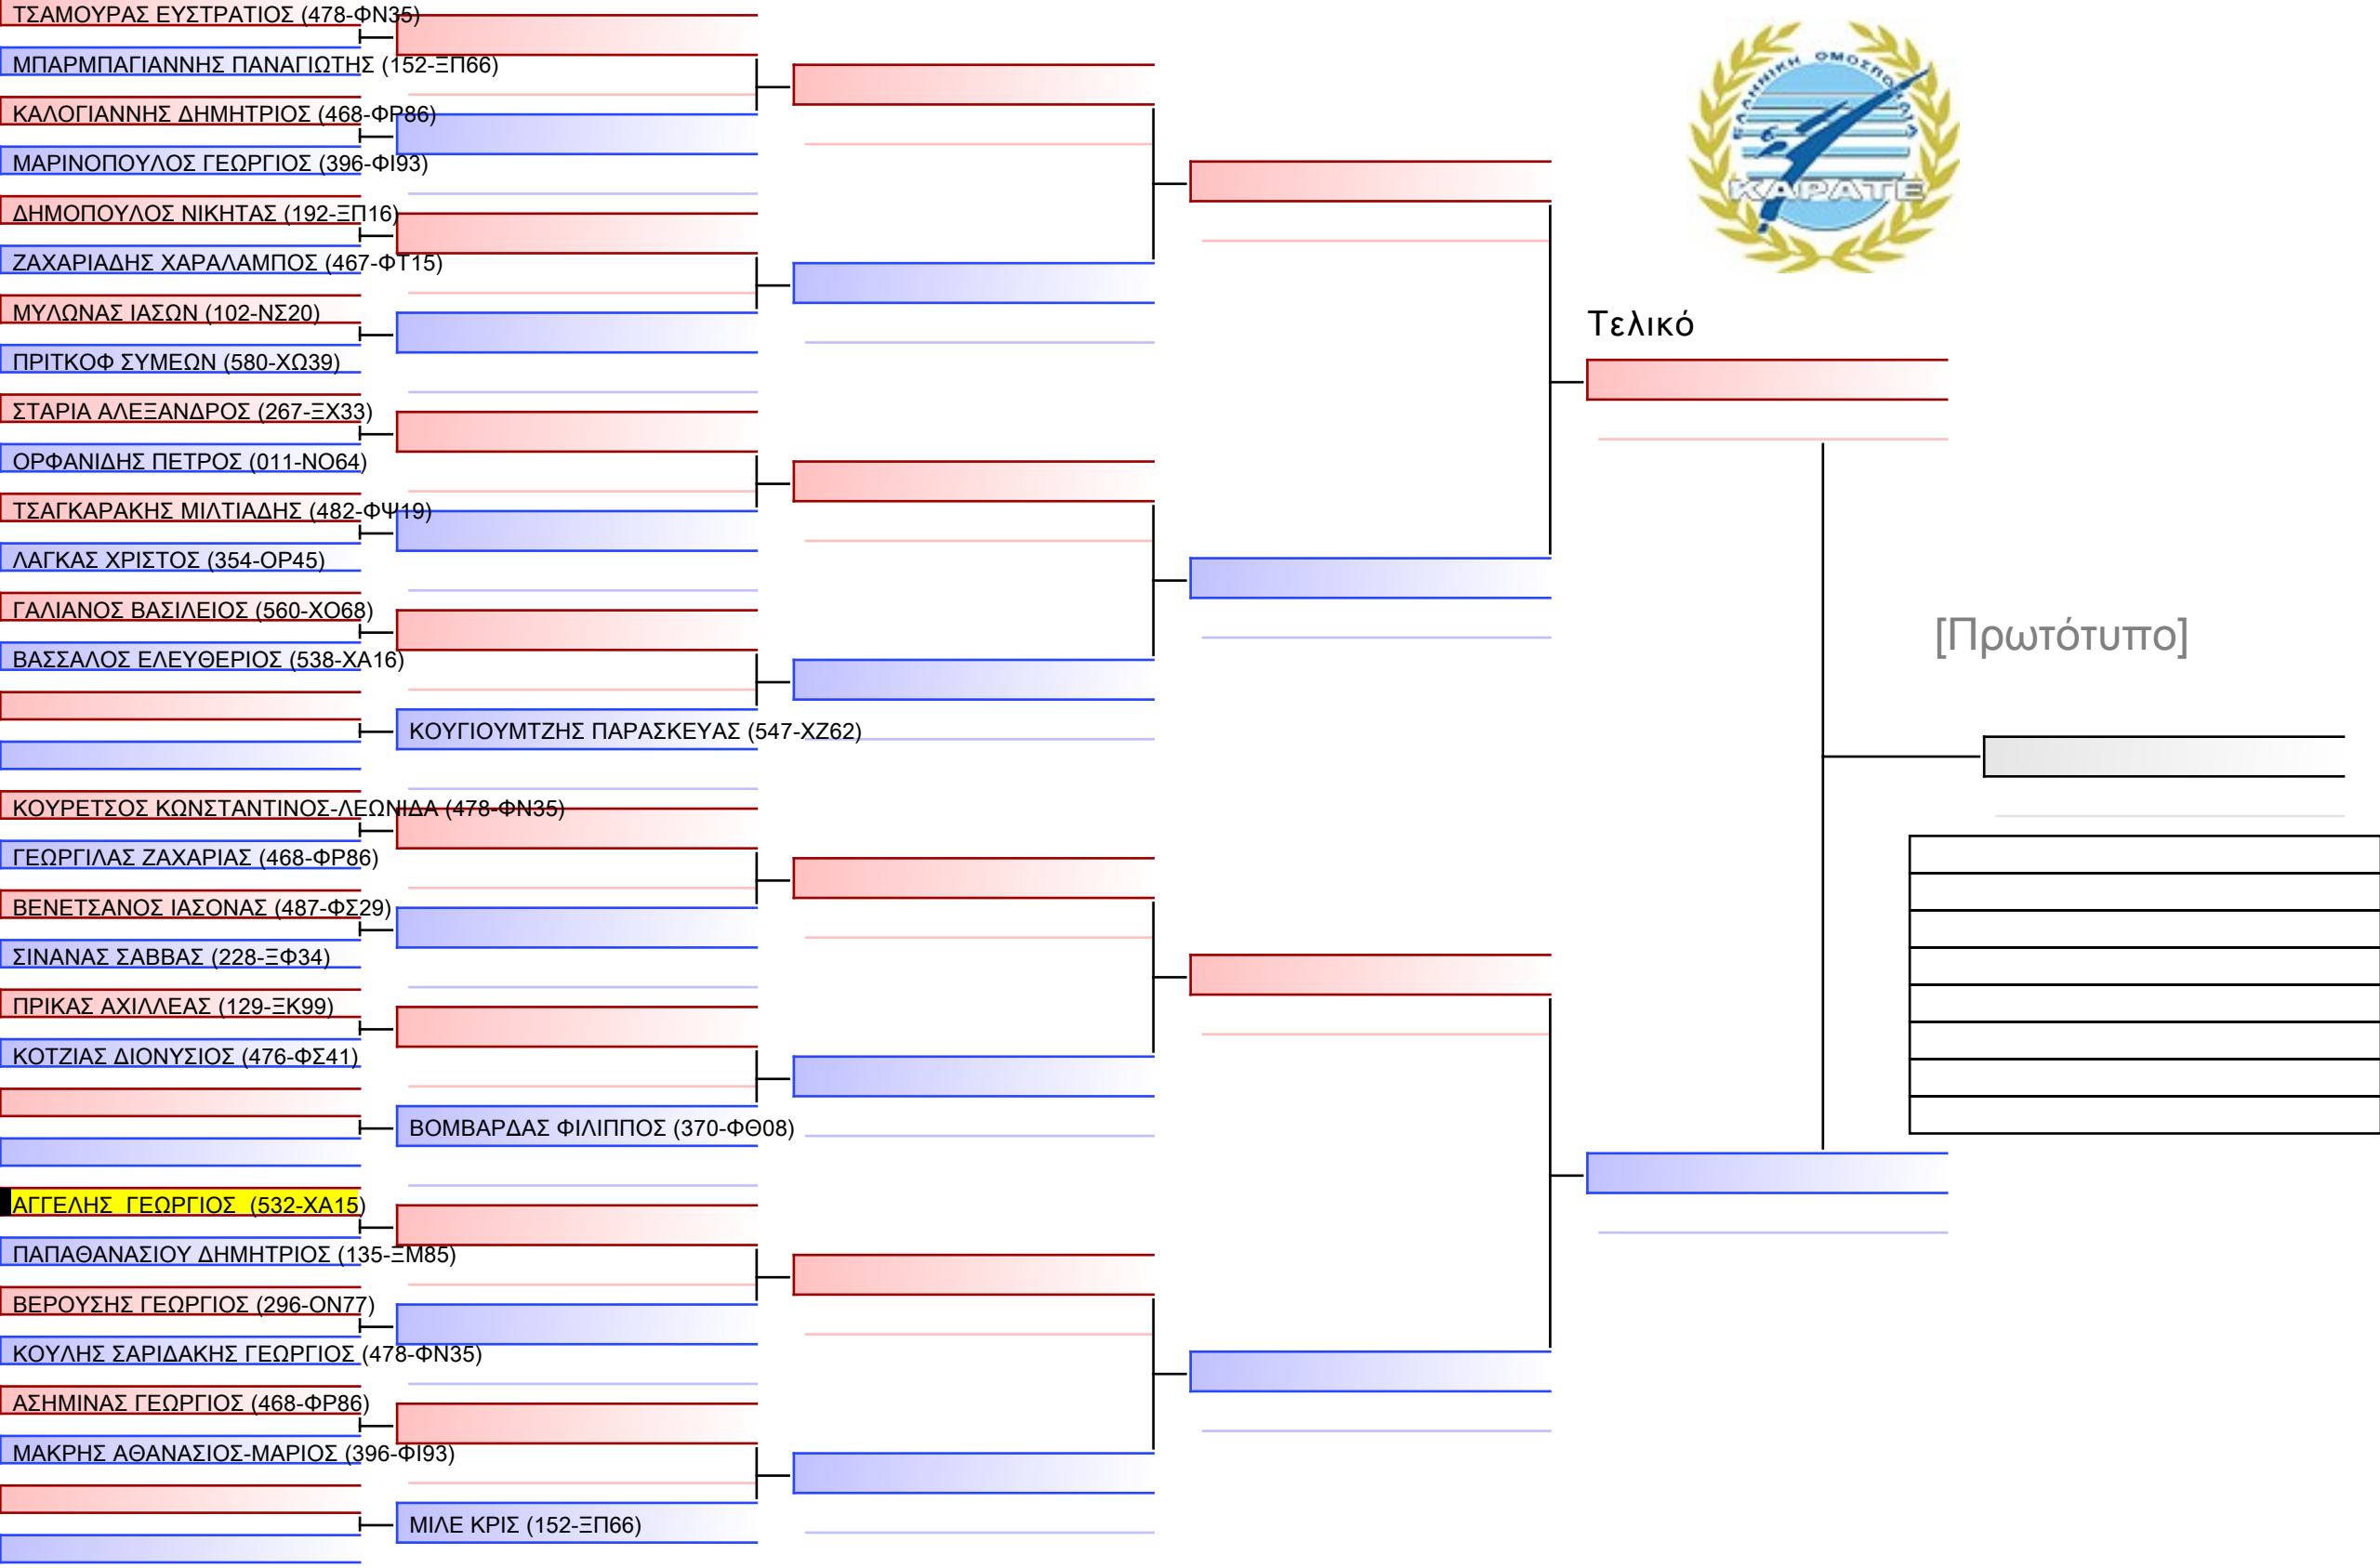 ΤΣΑΜΟΥΡΑΣ ΕΥΣΤΡΑΤΙΟΣ (478-ΦΝ35)
ΜΠΑΡΜΠΑΓΙΑΝΝΗΣ ΠΑΝΑΓΙΩΤΗΣ (152-ΞΠ66)
ΚΑΛΟΓΙΑΝΝΗΣ ΔΗΜΗΤΡΙΟΣ (468-ΦΡ86)
ΜΑΡΙΝΟΠΟΥΛΟΣ ΓΕΩΡΓΙΟΣ (396-ΦΙ93)
ΔΗΜΟΠΟΥΛΟΣ ΝΙΚΗΤΑΣ (192-ΞΠ16)
ΖΑΧΑΡΙΑΔΗΣ ΧΑΡΑΛΑΜΠΟΣ (467-ΦΤ15)
ΜΥΛΩΝΑΣ ΙΑΣΩΝ (102-ΝΣ20)
ΠΡΙΤΚΟΦ ΣΥΜΕΩΝ (580-ΧΩ39)
ΣΤΑΡΙΑ ΑΛΕΞΑΝΔΡΟΣ (267-ΞΧ33)
ΟΡΦΑΝΙΔΗΣ ΠΕΤΡΟΣ (011-ΝΟ64)
ΤΣΑΓΚΑΡΑΚΗΣ ΜΙΛΤΙΑΔΗΣ (482-ΦΨ19)
ΛΑΓΚΑΣ ΧΡΙΣΤΟΣ (354-ΟΡ45)
ΓΑΛΙΑΝΟΣ ΒΑΣΙΛΕΙΟΣ (560-ΧΟ68)
ΒΑΣΣΑΛΟΣ ΕΛΕΥΘΕΡΙΟΣ (538-ΧΑ16)
ΚΟΥΓΙΟΥΜΤΖΗΣ ΠΑΡΑΣΚΕΥΑΣ (547-ΧΖ62)
ΚΟΥΡΕΤΣΟΣ ΚΩΝΣΤΑΝΤΙΝΟΣ-ΛΕΩΝΙΔΑ (478-ΦΝ35)
ΓΕΩΡΓΙΛΑΣ ΖΑΧΑΡΙΑΣ (468-ΦΡ86)
ΒΕΝΕΤΣΑΝΟΣ ΙΑΣΟΝΑΣ (487-ΦΣ29)
ΣΙΝΑΝΑΣ ΣΑΒΒΑΣ (228-ΞΦ34)
ΠΡΙΚΑΣ ΑΧΙΛΛΕΑΣ (129-ΞΚ99)
ΚΟΤΖΙΑΣ ΔΙΟΝΥΣΙΟΣ (476-ΦΣ41)
ΒΟΜΒΑΡΔΑΣ ΦΙΛΙΠΠΟΣ (370-ΦΘ08)
ΑΓΓΕΛΗΣ ΓΕΩΡΓΙΟΣ (532-ΧΑ15)
ΠΑΠΑΘΑΝΑΣΙΟΥ ΔΗΜΗΤΡΙΟΣ (135-ΞΜ85)
ΒΕΡΟΥΣΗΣ ΓΕΩΡΓΙΟΣ (296-ΟΝ77)
ΚΟΥΛΗΣ ΣΑΡΙΔΑΚΗΣ ΓΕΩΡΓΙΟΣ (478-ΦΝ35)
ΑΣΗΜΙΝΑΣ ΓΕΩΡΓΙΟΣ (468-ΦΡ86)
ΜΑΚΡΗΣ ΑΘΑΝΑΣΙΟΣ-ΜΑΡΙΟΣ (396-ΦΙ93)
ΜΙΛΕ ΚΡΙΣ (152-ΞΠ66)
ΕΛΛΗΝΙΚΗ ΟΜΟΣΠΟΝΔΙΑ
ΚΑΡΑΤΕ
Τελικό
[Πρωτότυπο]